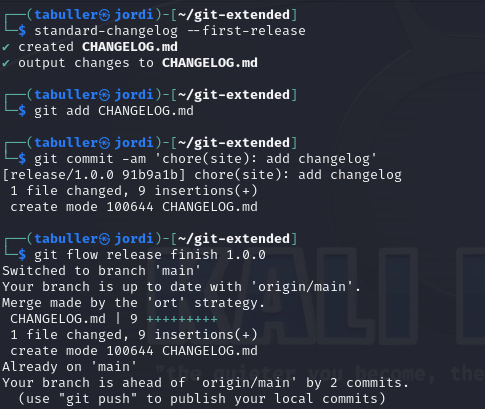 ┌──(tabuller㉿jordi)-[~/git-extended]
└─$ standard-changelog --first-release
✔ created CHANGELOG.md
✔ output changes to CHANGELOG.md
┌──(tabuller㉿jordi)-[~/git-extended]
└─$ git add CHANGELOG.md
┌──(tabuller㉿jordi)-[~/git-extended]
└─$ git commit -am 'chore(site): add changelog'
[release/1.0.0 91b9a1b] chore(site): add changelog
 1 file changed, 9 insertions(+)
 create mode 100644 CHANGELOG.md
┌──(tabuller㉿jordi)-[~/git-extended]
└─$ git flow release finish 1.0.0
Switched to branch 'main'
Your branch is up to date with 'origin/main'.
Merge made by the 'ort' strategy.
 CHANGELOG.md | 9 +++++++++
 1 file changed, 9 insertions(+)
 create mode 100644 CHANGELOG.md
Already on 'main'
Your branch is ahead of 'origin/main' by 2 commits.
  (use "git push" to publish your local commits)
KALI
"the quieter you become, the